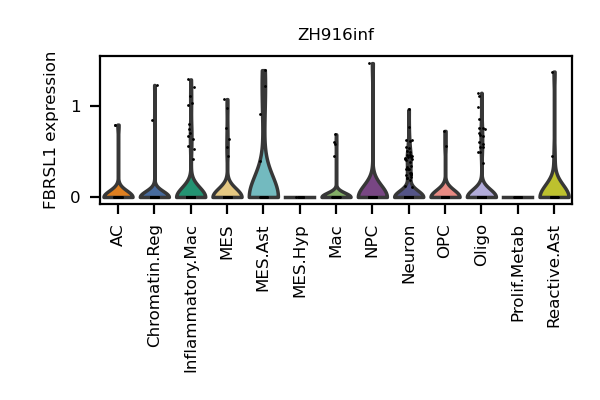 ZH916inf
FBRSL1 expression
1
0
AC
Chromatin.Reg
Inflammatory.Mac
MES
MES.Ast
MES.Hyp
Mac
NPC
Neuron
OPC
Oligo
Prolif.Metab
Reactive.Ast